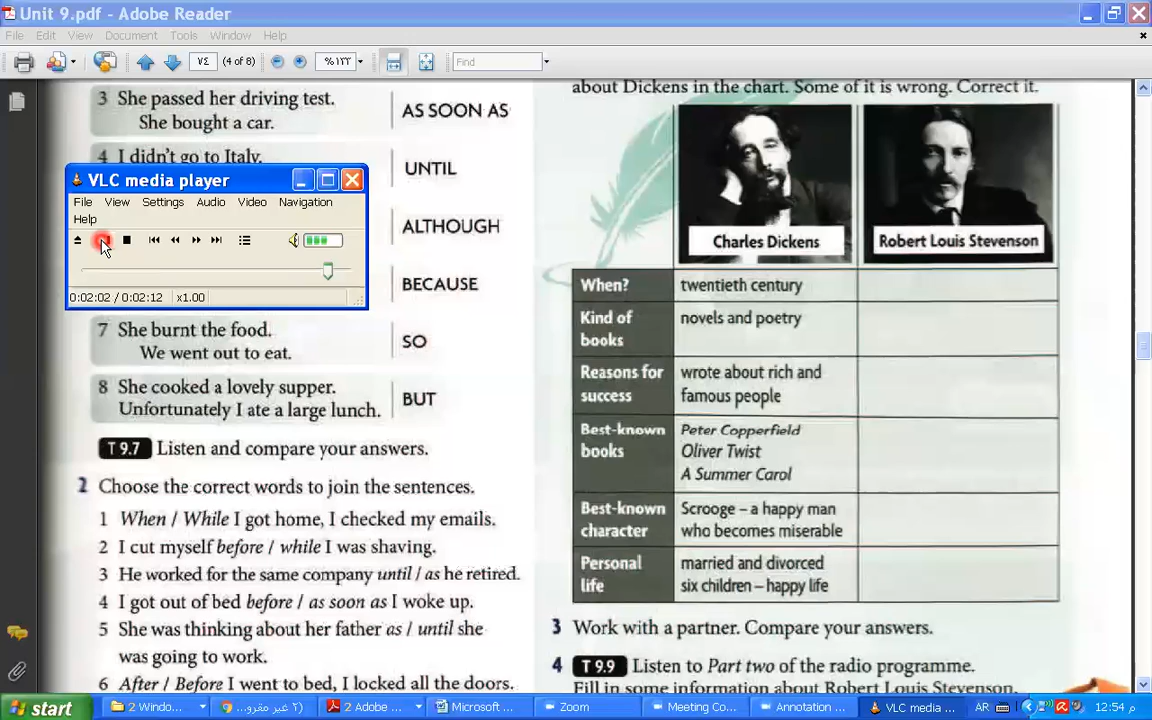 Unit 9.pdf - Adobe Reader
File Edit View Document Tools Window Help
٧٤ (4 of 8) %١٣٣ Find
3 She passed her driving test.
She bought a car.
AS SOON AS
4 I didn't go to Italy.
UNTIL
ALTHOUGH
BECAUSE
7 She burnt the food.
We went out to eat.
SO
8 She cooked a lovely supper.
Unfortunately I ate a large lunch.
BUT
T 9.7 Listen and compare your answers.
2 Choose the correct words to join the sentences.
1 When / While I got home, I checked my emails.
2 I cut myself before / while I was shaving.
3 He worked for the same company until / as he retired.
4 I got out of bed before / as soon as I woke up.
5 She was thinking about her father as / until she
was going to work.
6 After / Before I went to bed, I locked all the doors.
VLC media player
File View Settings Audio Video Navigation
Help
0:02:02 / 0:02:12 x1.00
about Dickens in the chart. Some of it is wrong. Correct it.
Charles Dickens
Robert Louis Stevenson
When? twentieth century
Kind of books novels and poetry
Reasons for success wrote about rich and
famous people
Best-known books Peter Copperfield
Oliver Twist
A Summer Carol
Best-known character Scrooge – a happy man
who becomes miserable
Personal life married and divorced
six children – happy life
3 Work with a partner. Compare your answers.
4 T 9.9 Listen to Part two of the radio programme.
Fill in some information about Robert Louis Stevenson.
start 2 Windo... 2 Adobe ... Microsoft ... Zoom Meeting Co... Annotation ... VLC media ... AR 12:54 م